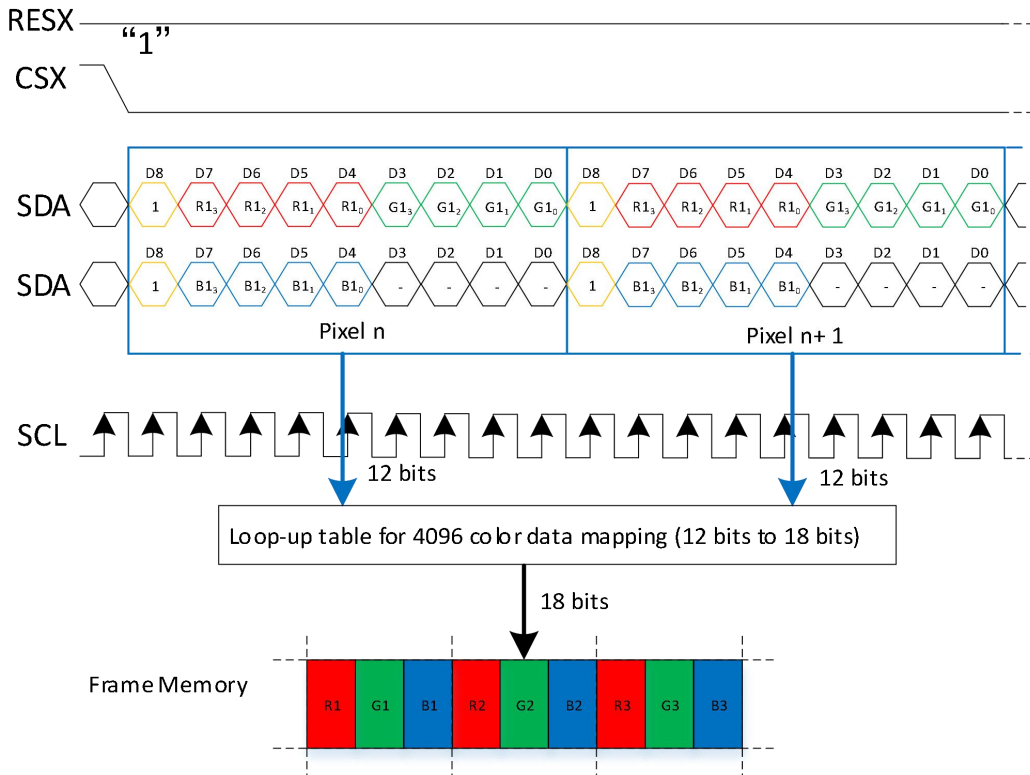 RESX
“1”
CSX
D8 D7 D6 D5 D4 D3 D2 D1 D0 D8 D7 D6 D5 D4 D3 D2 D1 D0
SDA 1 R1₃ R1₂ R1₁ R1₀ G1₃ G1₂ G1₁ G1₀ 1 R1₃ R1₂ R1₁ R1₀ G1₃ G1₂ G1₁ G1₀
D8 D7 D6 D5 D4 D3 D2 D1 D0 D8 D7 D6 D5 D4 D3 D2 D1 D0
SDA 1 B1₃ B1₂ B1₁ B1₀ - - - - 1 B1₃ B1₂ B1₁ B1₀ - - - -
Pixel n Pixel n+ 1
SCL
12 bits 12 bits
Loop-up table for 4096 color data mapping (12 bits to 18 bits)
18 bits
Frame Memory
R1 G1 B1 R2 G2 B2 R3 G3 B3